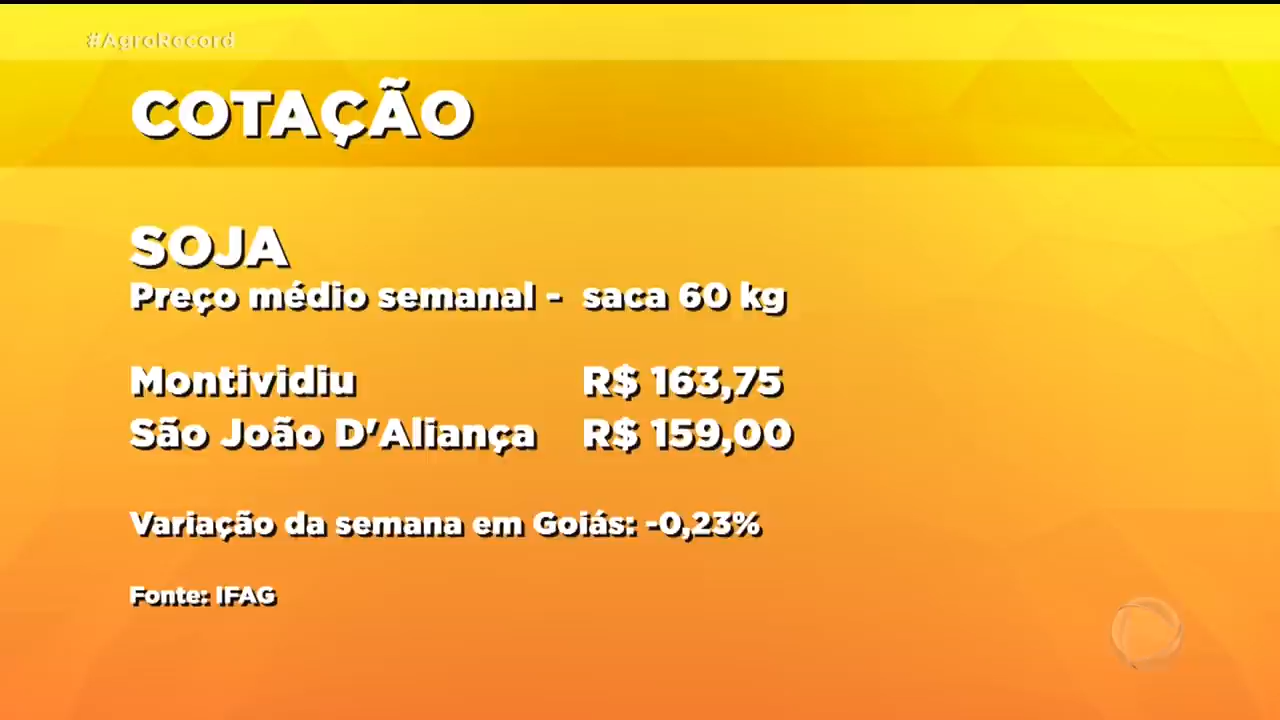 #AgroRecord
COTAÇÃO
SOJA
Preço médio semanal - saca 60 kg
Montividiu R$ 163,75
São João D'Aliança R$ 159,00
Variação da semana em Goiás: -0,23%
Fonte: IFAG